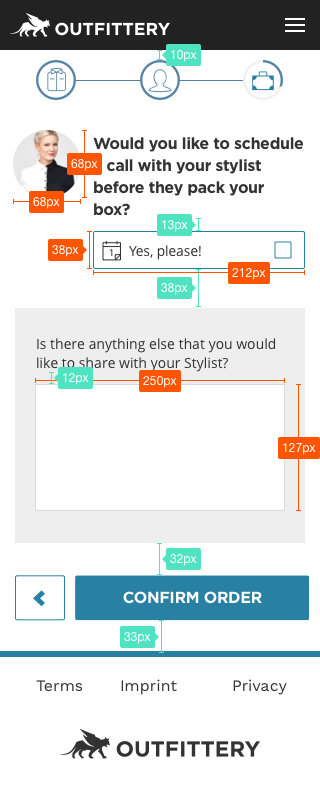 OUTFITTERY
10px
Would you like to schedule
call with your stylist
before they pack your
box?
68px
68px
13px
38px
1
Yes, please!
212px
38px
Is there anything else that you would
like to share with your Stylist?
12px
250px
127px
32px
CONFIRM ORDER
33px
Terms Imprint Privacy
OUTFITTERY